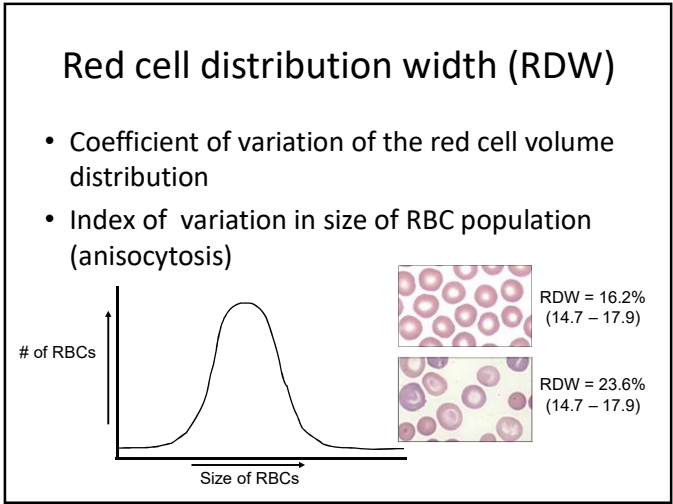 Red cell distribution width (RDW)
• Coefficient of variation of the red cell volume
distribution
• Index of variation in size of RBC population
(anisocytosis)
RDW = 16.2%
(14.7 – 17.9)
# of RBCs
RDW = 23.6%
(14.7 – 17.9)
Size of RBCs